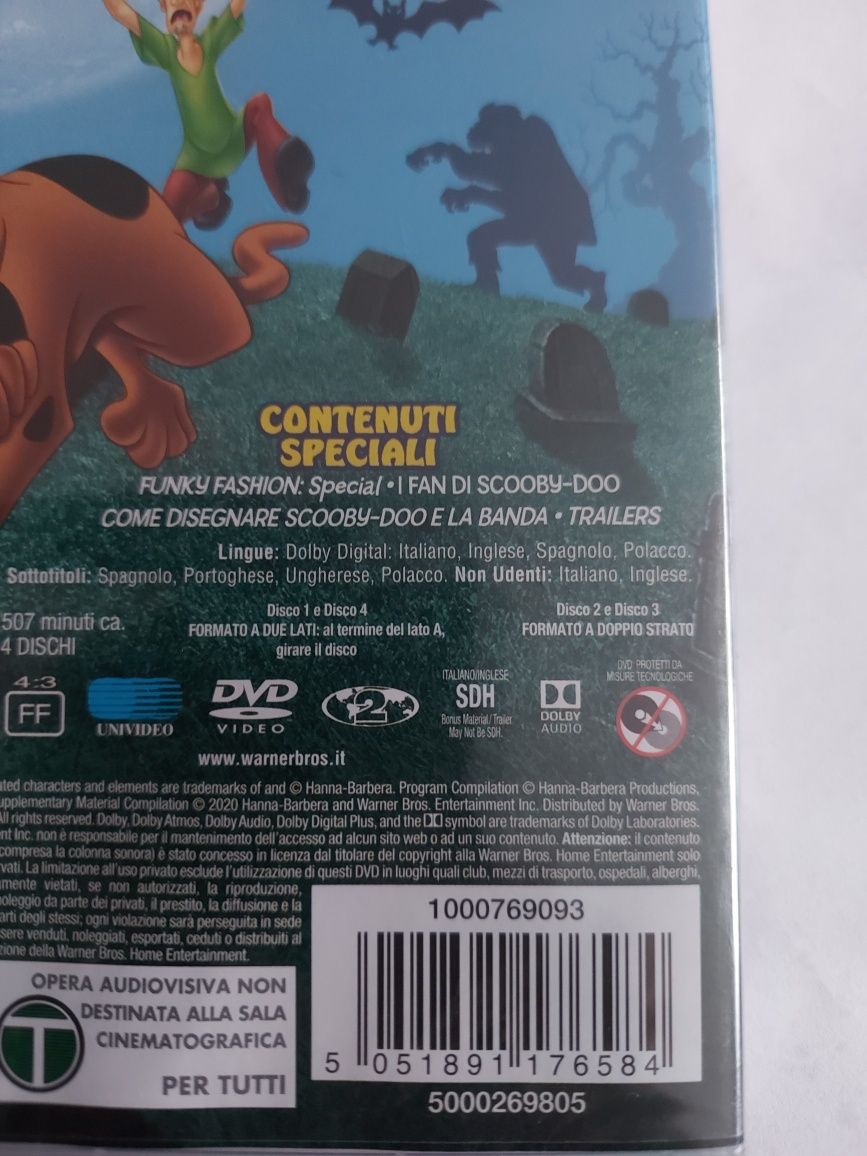 CONTENUTI
SPECIALI
FUNKY FASHION: Special • I FAN DI SCOOBY-DOO
COME DISEGNARE SCOOBY-DOO E LA BANDA • TRAILERS
Lingue: Dolby Digital: Italiano, Inglese, Spagnolo, Polacco.
Sottotitoli: Spagnolo, Portoghese, Ungherese, Polacco. Non Udenti: Italiano, Inglese.
507 minuti ca.
4 DISCHI
Disco 1 e Disco 4
FORMATO A DUE LATI: al termine del lato A,
girare il disco
Disco 2 e Disco 3
FORMATO A DOPPIO STRATO
4:3
FF
UNIVIDEO
DVD
VIDEO
2
ITALIANO/INGLESE
SDH
Bonus Material/Trailer
May Not Be SDH.
DOLBY
AUDIO
DVD PROTETTI DA
MISURE TECNOLOGICHE
www.warnerbros.it
characters and elements are trademarks of and © Hanna-Barbera. Program Compilation © Hanna-Barbera Productions,
Material Compilation © 2020 Hanna-Barbera and Warner Bros. Entertainment Inc. Distributed by Warner Bros.
All rights reserved. Dolby, Dolby Atmos, Dolby Audio, Dolby Digital Plus, and the symbol are trademarks of Dolby Laboratories.
Inc. non è responsabile per il mantenimento dell'accesso ad alcun sito web o ad un suo contenuto. Attenzione: il contenuto
compresa la colonna sonora) è stato concesso in licenza dal titolare del copyright alla Warner Bros. Home Entertainment solo
La limitazione all'uso privato esclude l'utilizzazione di questi DVD in luoghi quali club, mezzi di trasporto, ospedali, alberghi,
vietati, se non autorizzati, la riproduzione,
da parte dei privati, il prestito, la diffusione e la
degli stessi; ogni violazione sarà perseguita in sede
venduti, noleggiati, esportati, ceduti o distribuiti al
della Warner Bros. Home Entertainment.
T
OPERA AUDIOVISIVA NON
DESTINATA ALLA SALA
CINEMATOGRAFICA
PER TUTTI
1000769093
5 051891 176584
5000269805